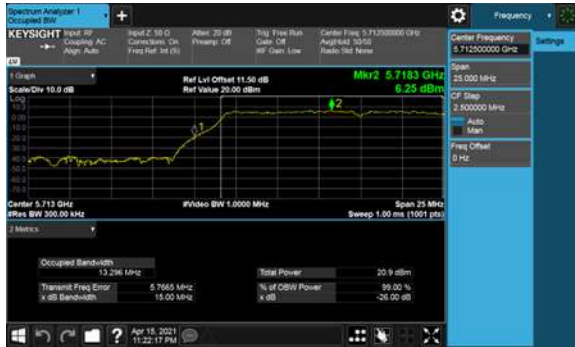 Spectrum Analyzer 1
Occupied BW
Frequency
KEYSIGHT
Input: RF
Coupling: AC
Align: Auto
Input Z: 50 Ω
Corrections: On
Freq Ref: Int (S)
Atten: 20 dB
Preamp: Off
Trig: Free Run
Gate: Off
#IF Gain: Low
Center Freq: 5.712500000 GHz
Avg|Hold: 50/50
Radio Std: None
Center Frequency
5.712500000 GHz
Settings
Span
25.000 MHz
CF Step
2.500000 MHz
Auto
Man
Freq Offset
0 Hz
1 Graph
Scale/Div 10.0 dB
Ref Lvl Offset 11.50 dB
Ref Value 20.00 dBm
Mkr2 5.7183 GHz
6.25 dBm
Log
1
2
Center 5.713 GHz
#Res BW 300.00 kHz
#Video BW 1.0000 MHz
Span 25 MHz
Sweep 1.00 ms (1001 pts)
2 Metrics
Occupied Bandwidth
13.296 MHz
Total Power
20.9 dBm
Transmit Freq Error
5.7665 MHz
% of OBW Power
99.00 %
x dB Bandwidth
15.00 MHz
x dB
-26.00 dB
Apr 15, 2021
11:22:17 PM